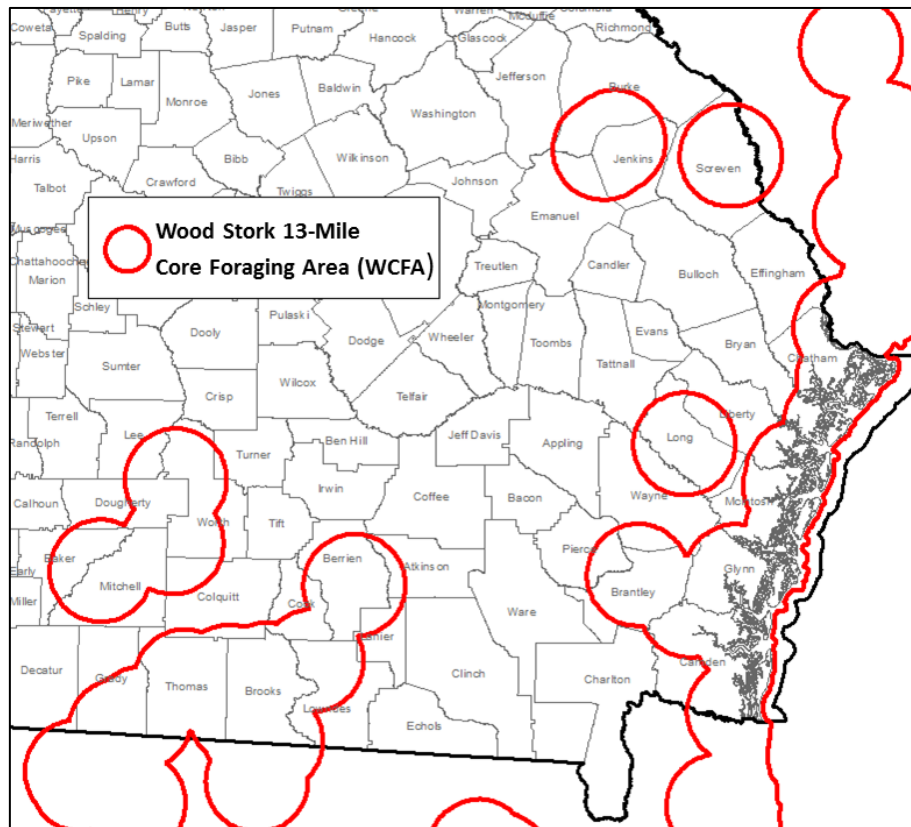 Jasper
Putnam
Warren
Mcduffie
Coweta
Spalding
Butts
Hancock
Glascock
Richmond
Pike
Lamar
Monroe
Jones
Baldwin
Jefferson
Burke
Washington
Meriwether
Upson
Bibb
Wilkinson
Jenkins
Screven
Harris
Talbot
Crawford
Twiggs
Johnson
Emanuel
Wood Stork 13-Mile
Core Foraging Area (WCFA)
Chattahoochee
Marion
Treutlen
Candler
Bulloch
Effingham
Schley
Stewart
Dooly
Pulaski
Montgomery
Webster
Sumter
Dodge
Wheeler
Toombs
Evans
Tattnall
Bryan
Chatham
Crisp
Wilcox
Telfair
Terrell
Randolph
Lee
Turner
Ben Hill
Jeff Davis
Appling
Long
Liberty
Calhoun
Dougherty
Worth
Tift
Irwin
Coffee
Bacon
Wayne
McIntosh
Early
Baker
Mitchell
Berrien
Atkinson
Pierce
Glynn
Miller
Colquitt
Cook
Ware
Brantley
Decatur
Grady
Thomas
Brooks
Lowndes
Lanier
Clinch
Echols
Charlton
Camden